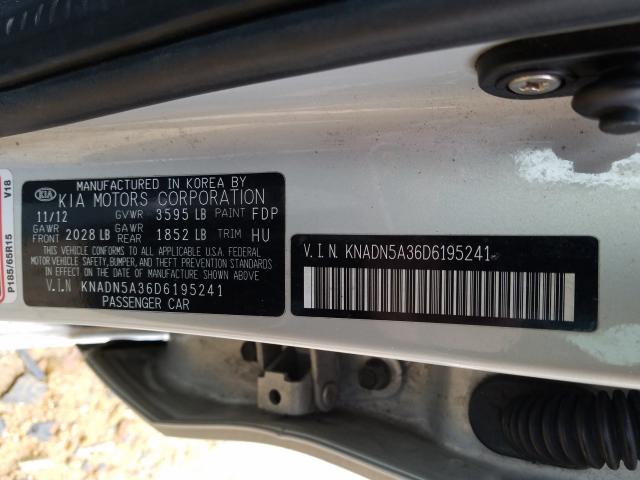 MANUFACTURED IN KOREA BY
KIA KIA MOTORS CORPORATION
11/12 GVWR 3595 LB PAINT FDP
GAWR FRONT 2028 LB GAWR REAR 1852 LB TRIM HU
THIS VEHICLE CONFORMS TO ALL APPLICABLE U.S.A. FEDERAL
MOTOR VEHICLE SAFETY,BUMPER, AND THEFT PREVENTION STANDARDS
IN EFFECT ON THE DATE OF MANUFACTURE SHOWN ABOVE
V.I.N KNADN5A36D6195241
PASSENGER CAR
V.I.N. KNADN5A36D6195241
P185/65R15 V18